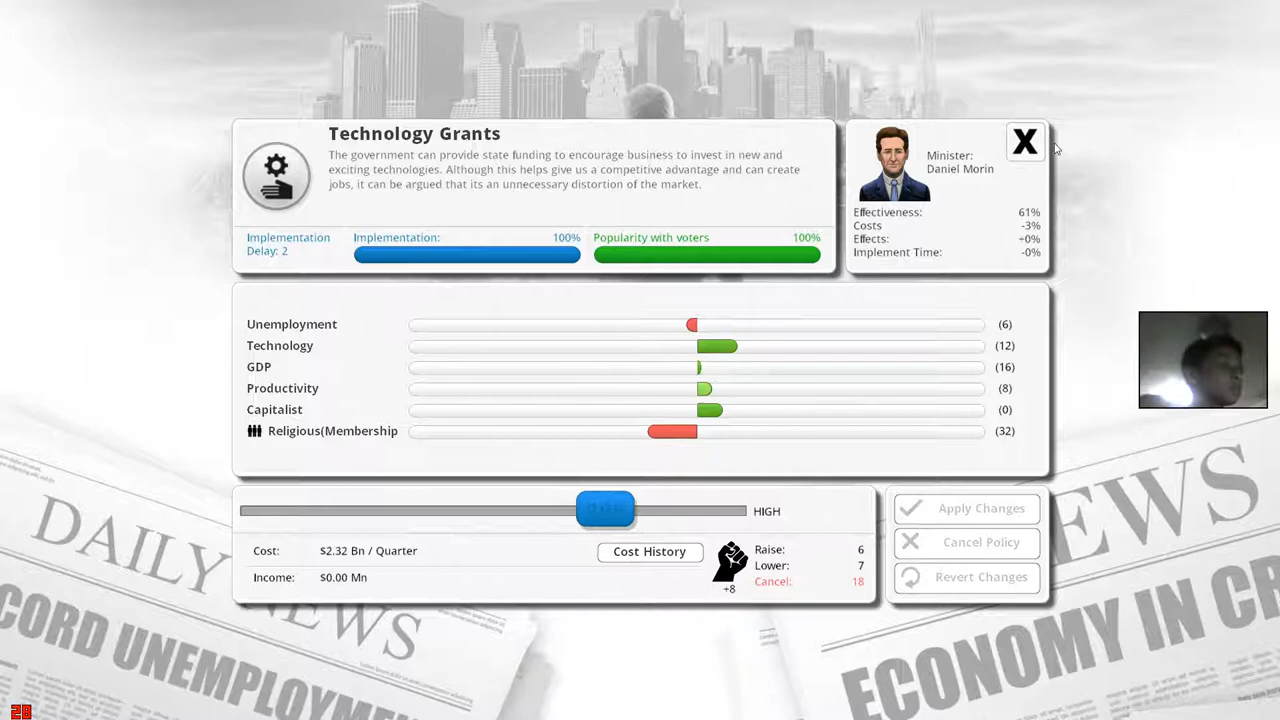 Technology Grants
The government can provide state funding to encourage business to invest in new and
exciting technologies. Although this helps give us a competitive advantage and can create
jobs, it can be argued that its an unnecessary distortion of the market.
Implementation
Delay: 2
Implementation: 100%
Popularity with voters 100%
X
Minister:
Daniel Morin
Effectiveness: 61%
Costs -3%
Effects: +0%
Implement Time: -0%
Unemployment (6)
Technology (12)
GDP (16)
Productivity (8)
Capitalist (0)
Religious(Membership (32)
HIGH
Cost: $2.32 Bn / Quarter
Cost History
Income: $0.00 Mn
+8
Raise: 6
Lower: 7
Cancel: 18
Apply Changes
Cancel Policy
Revert Changes
DAILY NEWS
CORD UNEMPLOYME
NEWS
ECONOMY IN CR
28